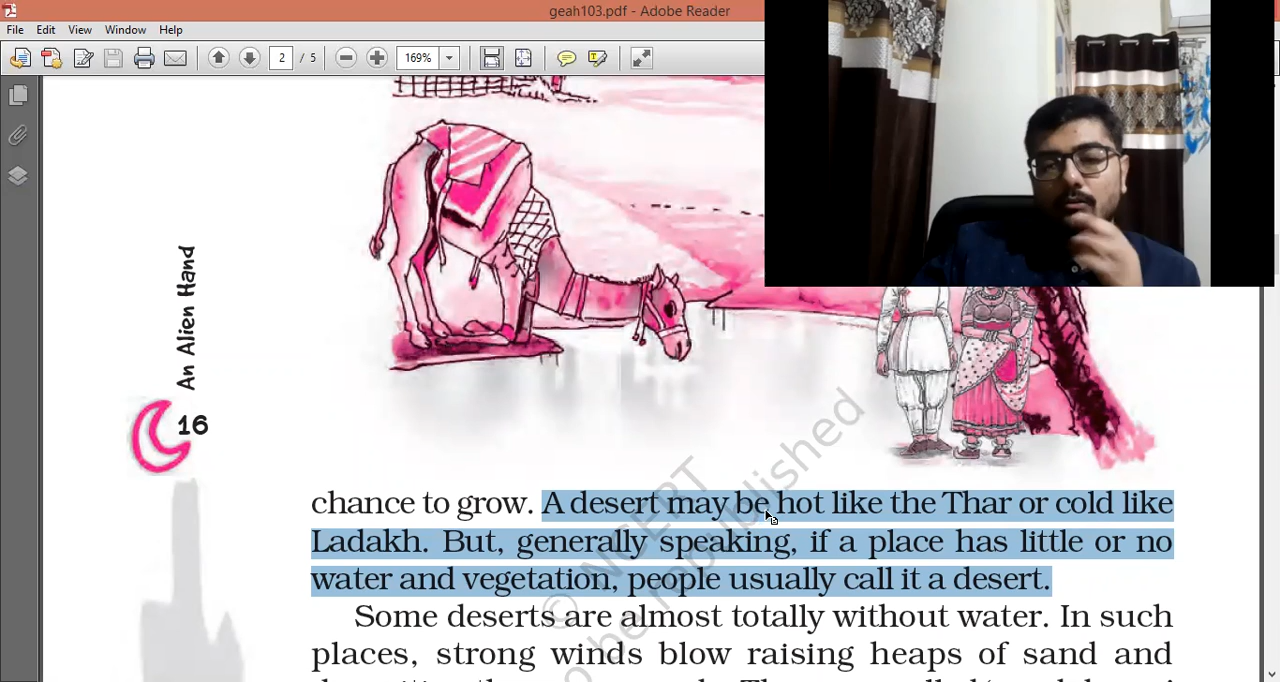 geah103.pdf - Adobe Reader
File Edit View Window Help
2 / 5 169%
An Alien Hand
16
chance to grow. A desert may be hot like the Thar or cold like
Ladakh. But, generally speaking, if a place has little or no
water and vegetation, people usually call it a desert.
Some deserts are almost totally without water. In such
places, strong winds blow raising heaps of sand and
© NCERT
o be republished